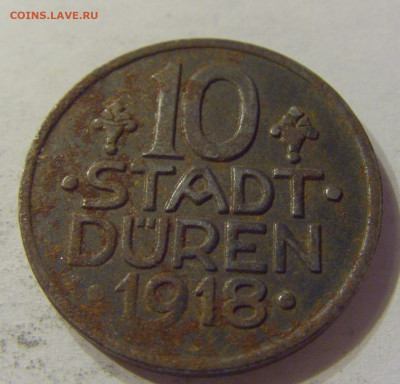 COINS.LAVE.RU
10
·STADT·
DÜREN
·1918·